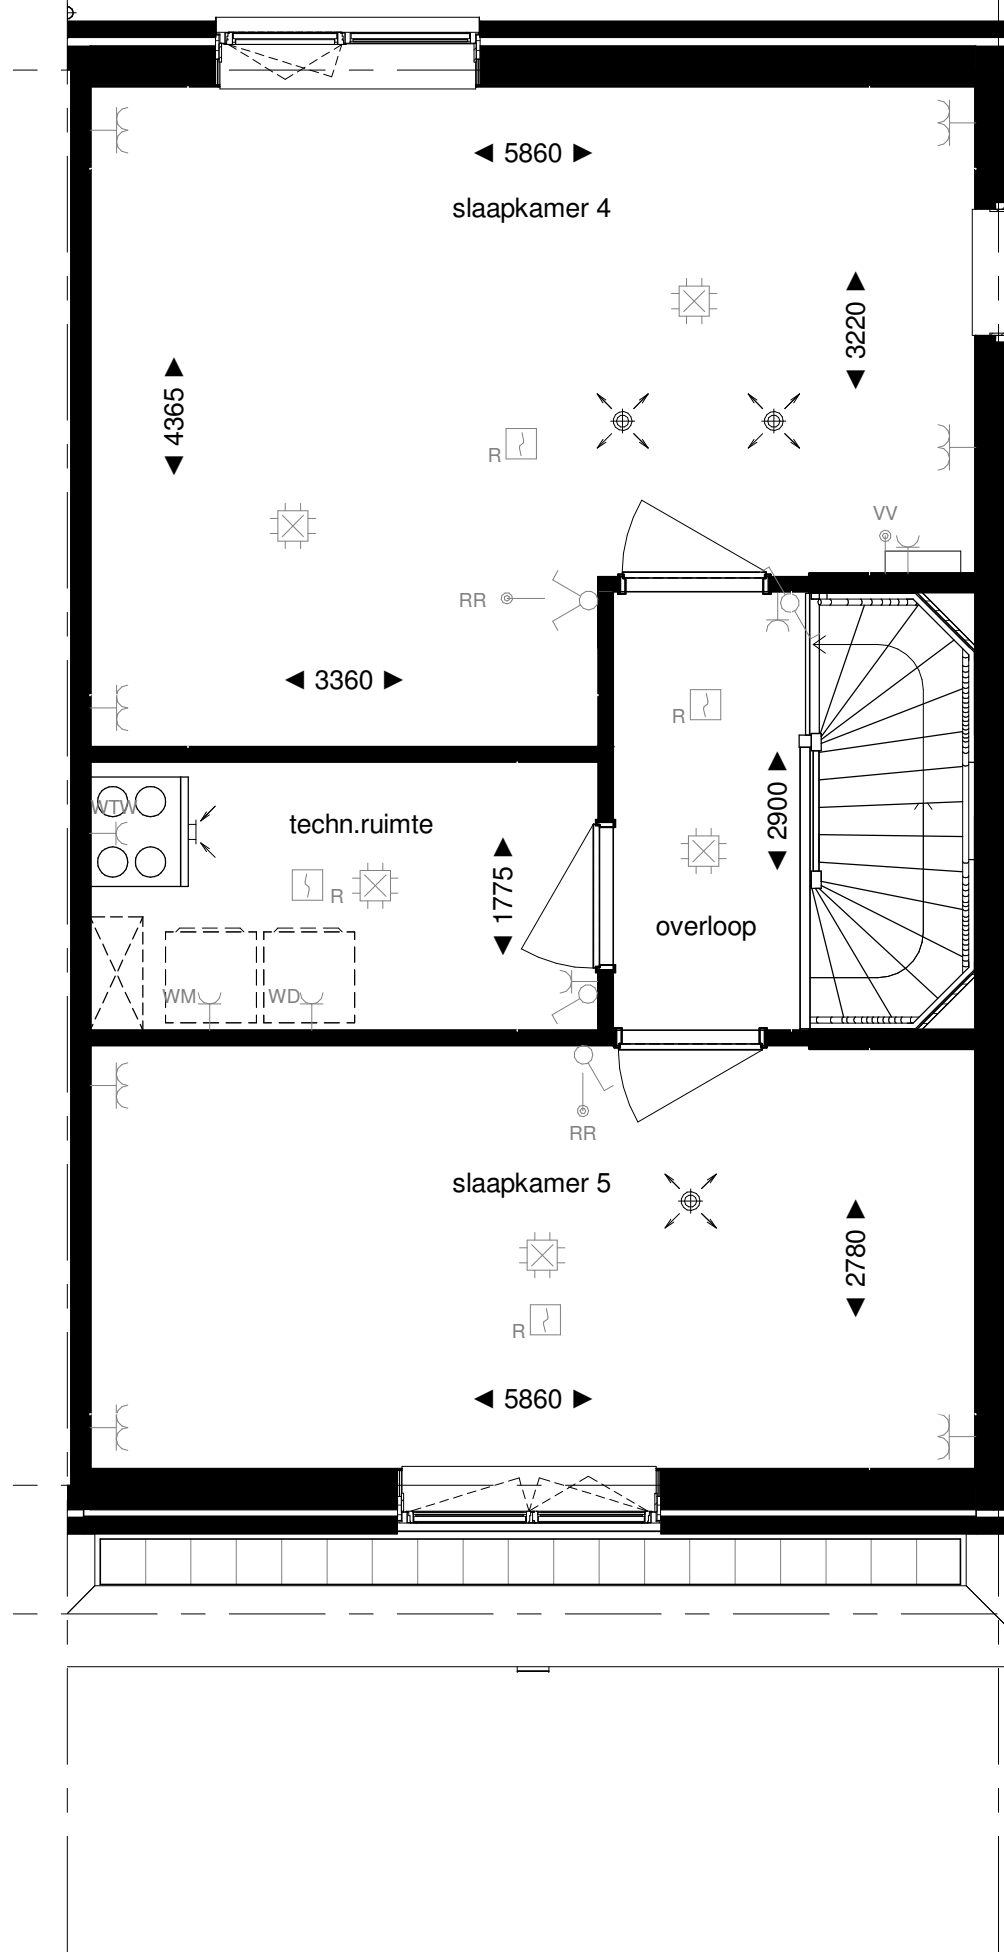 5860
slaapkamer 4
3220
4365
R
VV
RR
3360
R
2900
WTW
techn.ruimte
1775
R
overloop
WM
WD
RR
slaapkamer 5
2780
R
5860